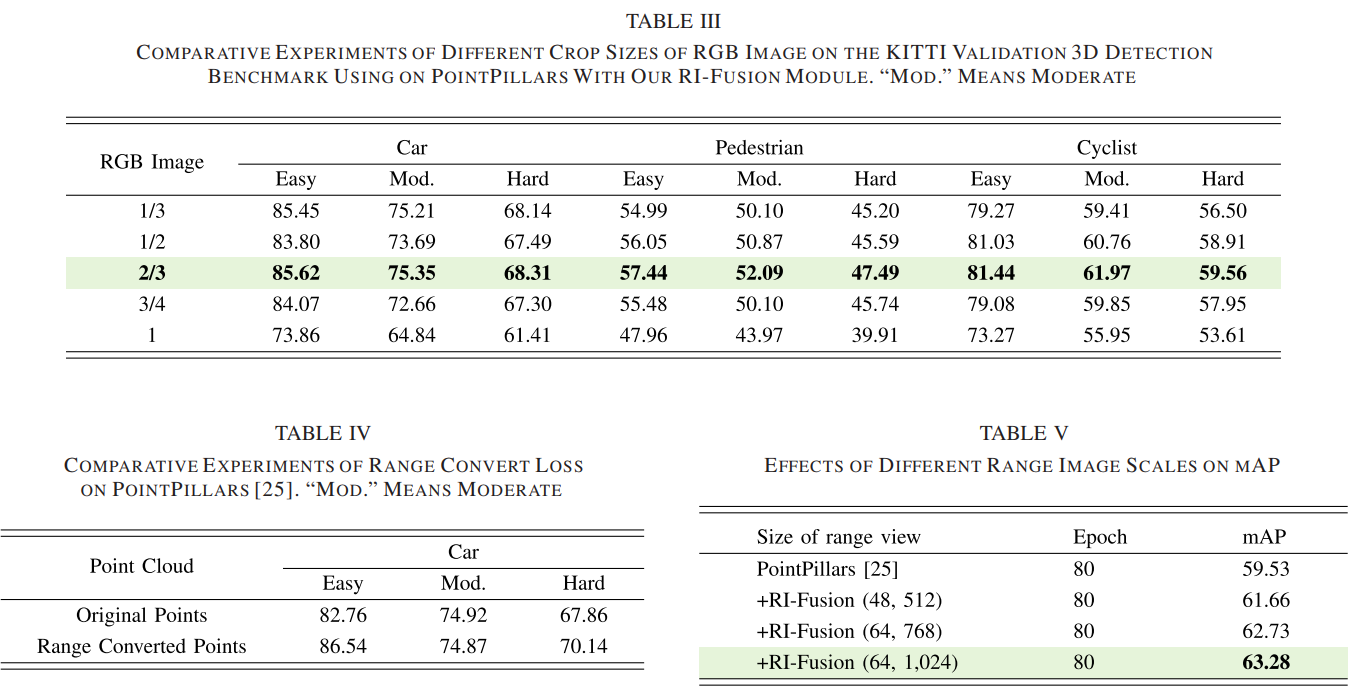 TABLE III
COMPARATIVE EXPERIMENTS OF DIFFERENT CROP SIZES OF RGB IMAGE ON THE KITTI VALIDATION 3D DETECTION
BENCHMARK USING ON POINTPILLARS WITH OUR RI-FUSION MODULE. “MOD.” MEANS MODERATE
RGB Image Car Pedestrian Cyclist
Easy Mod. Hard Easy Mod. Hard Easy Mod. Hard
1/3 85.45 75.21 68.14 54.99 50.10 45.20 79.27 59.41 56.50
1/2 83.80 73.69 67.49 56.05 50.87 45.59 81.03 60.76 58.91
2/3 85.62 75.35 68.31 57.44 52.09 47.49 81.44 61.97 59.56
3/4 84.07 72.66 67.30 55.48 50.10 45.74 79.08 59.85 57.95
1 73.86 64.84 61.41 47.96 43.97 39.91 73.27 55.95 53.61
TABLE IV
COMPARATIVE EXPERIMENTS OF RANGE CONVERT LOSS
ON POINTPILLARS [25]. “MOD.” MEANS MODERATE
Point Cloud Car
Easy Mod. Hard
Original Points 82.76 74.92 67.86
Range Converted Points 86.54 74.87 70.14
TABLE V
EFFECTS OF DIFFERENT RANGE IMAGE SCALES ON MAP
Size of range view Epoch mAP
PointPillars [25] 80 59.53
+RI-Fusion (48, 512) 80 61.66
+RI-Fusion (64, 768) 80 62.73
+RI-Fusion (64, 1,024) 80 63.28